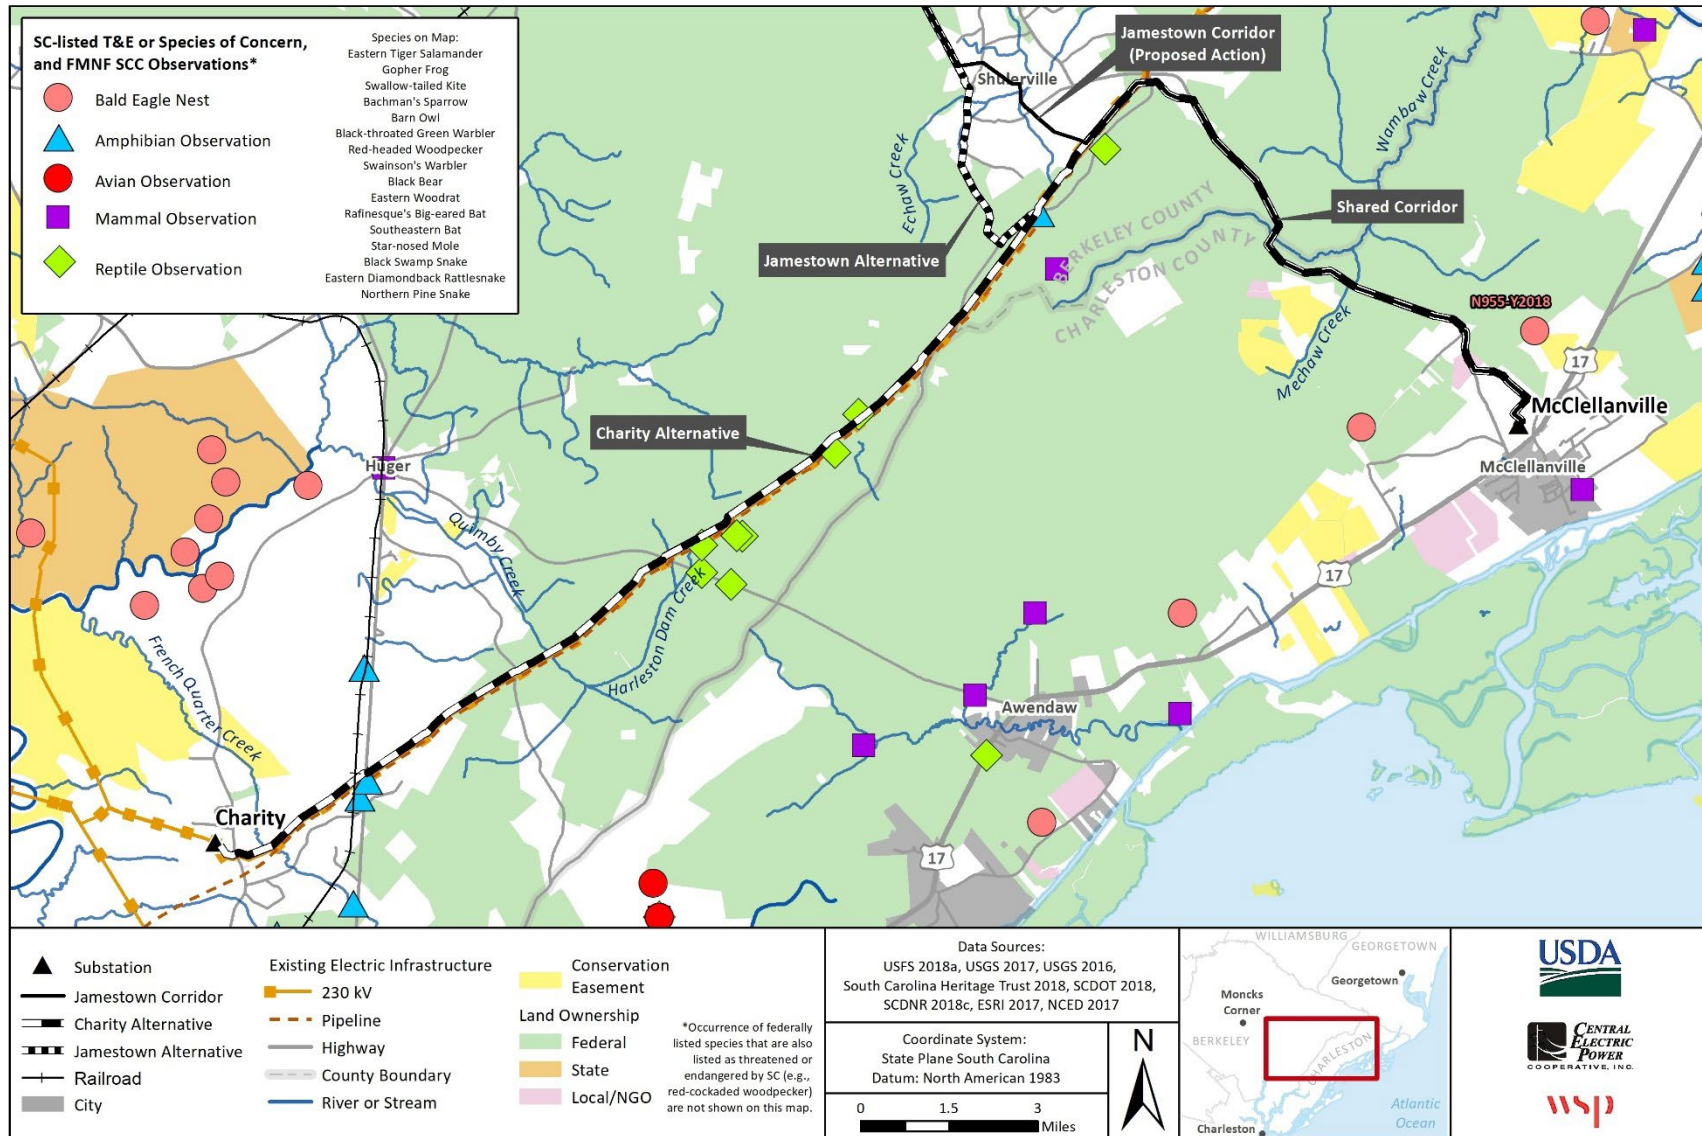 SC-listed T&E or Species of Concern,
and FMNF SCC Observations*
Bald Eagle Nest
Amphibian Observation
Avian Observation
Mammal Observation
Reptile Observation
Species on Map:
Eastern Tiger Salamander
Gopher Frog
Swallow-tailed Kite
Bachman's Sparrow
Barn Owl
Black-throated Green Warbler
Red-headed Woodpecker
Swainson's Warbler
Black Bear
Eastern Woodrat
Rafinesque's Big-eared Bat
Southeastern Bat
Star-nosed Mole
Black Swamp Snake
Eastern Diamondback Rattlesnake
Northern Pine Snake
Jamestown Corridor
(Proposed Action)
Shulerville
Wambaw Creek
Echaw Creek
Shared Corridor
Jamestown Alternative
BERKELEY COUNTY
CHARLESTON COUNTY
N955-Y2018
Mechaw Creek
17
McClellanville
Charity Alternative
Huger
McClellanville
Quimby Creek
17
Harleston Dam Creek
French Quarter Creek
Awendaw
Charity
17
Substation
Jamestown Corridor
Charity Alternative
Jamestown Alternative
Railroad
City
Existing Electric Infrastructure
230 kV
Pipeline
Highway
County Boundary
River or Stream
Conservation
Easement
Land Ownership
Federal
State
Local/NGO
*Occurrence of federally
listed species that are also
listed as threatened or
endangered by SC (e.g.,
red-cockaded woodpecker)
are not shown on this map.
Data Sources:
USFS 2018a, USGS 2017, USGS 2016,
South Carolina Heritage Trust 2018, SCDOT 2018,
SCDNR 2018c, ESRI 2017, NCED 2017
Coordinate System:
State Plane South Carolina
Datum: North American 1983
0 1.5 3
Miles
N
WILLIAMSBURG
GEORGETOWN
Georgetown
Moncks
Corner
BERKELEY
CHARLESTON
Atlantic
Ocean
Charleston
USDA
CENTRAL
ELECTRIC
POWER
COOPERATIVE, INC.
wsp